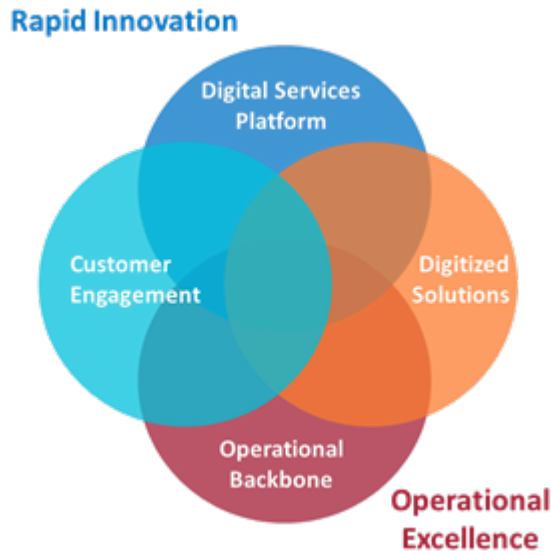 Rapid Innovation
Digital Services
Platform
Customer
Engagement
Digitized
Solutions
Operational
Backbone
Operational
Excellence